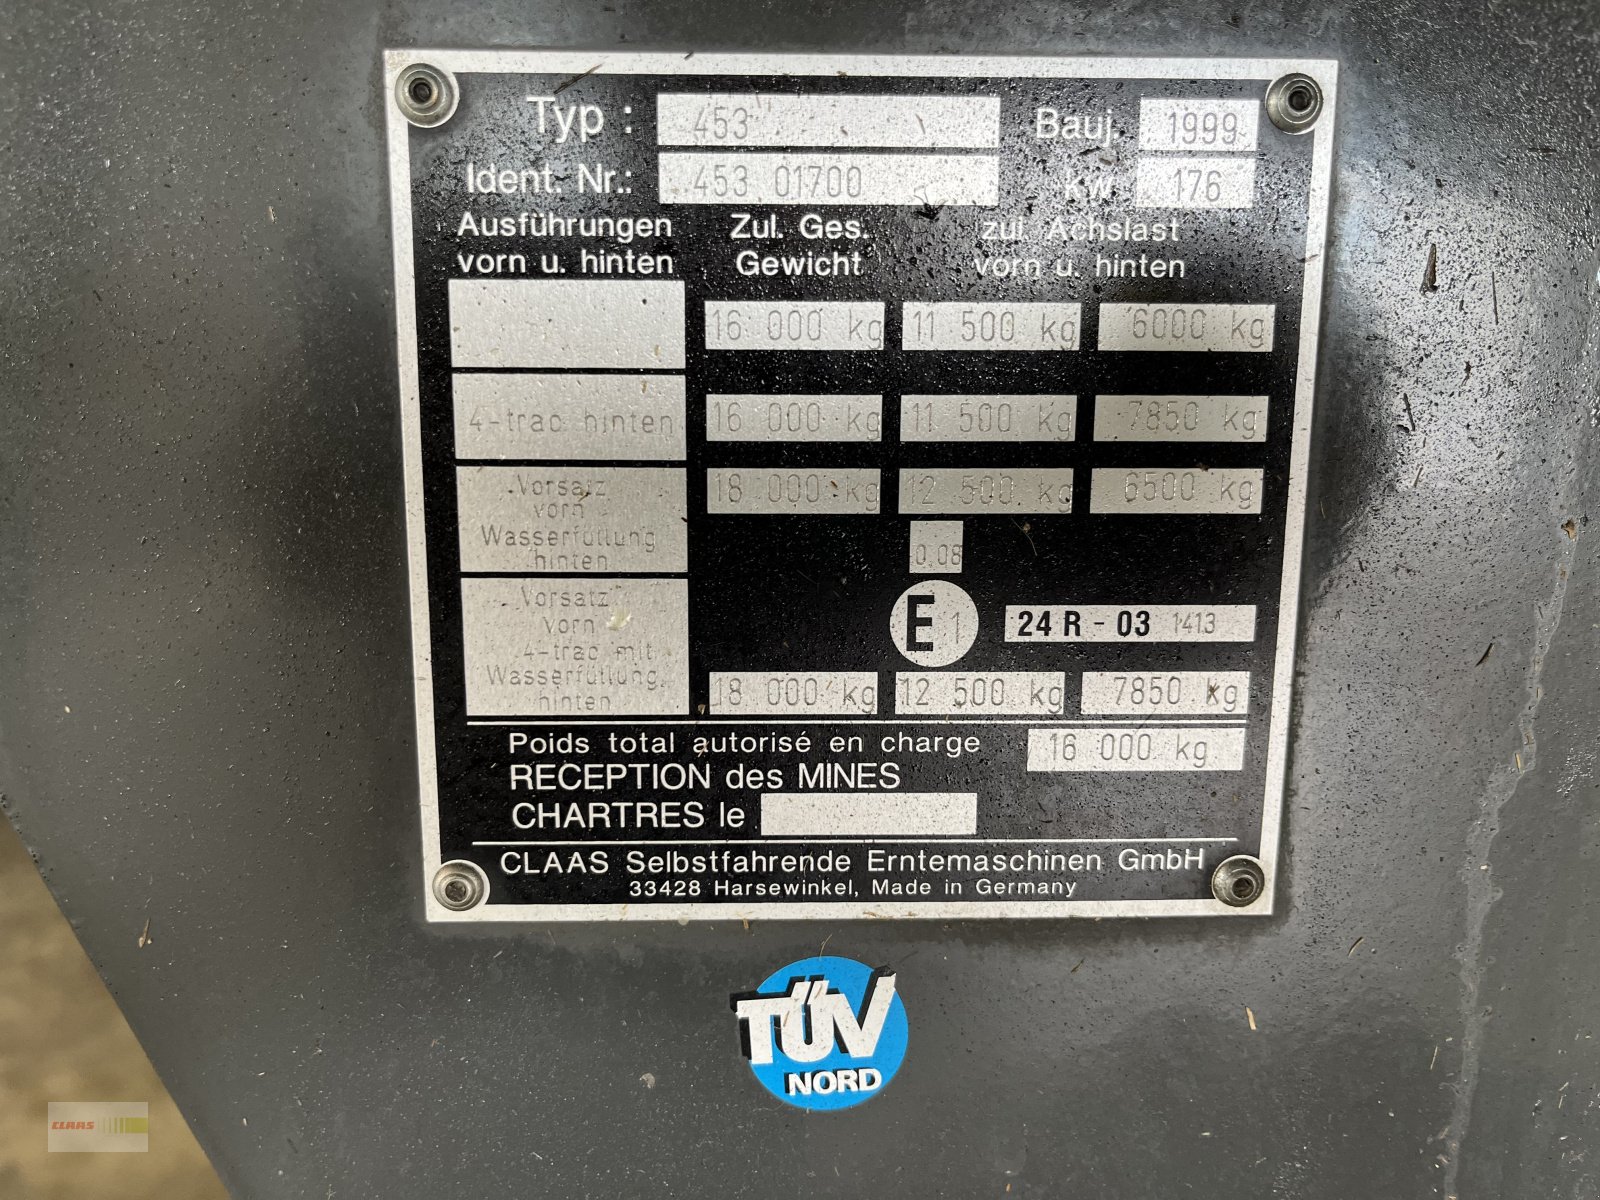 Typ : 453 Bauj. 1999
Ident. Nr.: 453 01700 kW 176
Ausführungen Zul. Ges. zul. Achslast
vorn u. hinten Gewicht vorn u. hinten
16 000 kg 11 500 kg 6000 kg
4-trac hinten 16 000 kg 11 500 kg 7850 kg
Vorsatz
vorn
Wasserfüllung
hinten
18 000 kg 12 500 kg 6500 kg
0.08
E 1 24 R - 03 1413
Vorsatz
vorn
4-trac mit
Wasserfüllung
hinten
18 000 kg 12 500 kg 7850 kg
Poids total autorisé en charge 16 000 kg
RECEPTION des MINES
CHARTRES le
CLAAS Selbstfahrende Erntemaschinen GmbH
33428 Harsewinkel, Made in Germany
TÜV
NORD
CLAAS